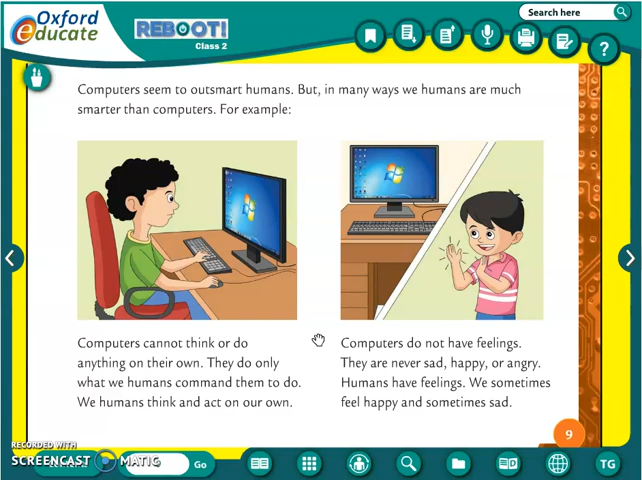 Oxford
educate
REBOOT!
Class 2
Search here
?
Computers seem to outsmart humans. But, in many ways we humans are much
smarter than computers. For example:
Computers cannot think or do
anything on their own. They do only
what we humans command them to do.
We humans think and act on our own.
Computers do not have feelings.
They are never sad, happy, or angry.
Humans have feelings. We sometimes
feel happy and sometimes sad.
9
RECORDED WITH
SCREENCAST MATIC
Go
D
TG